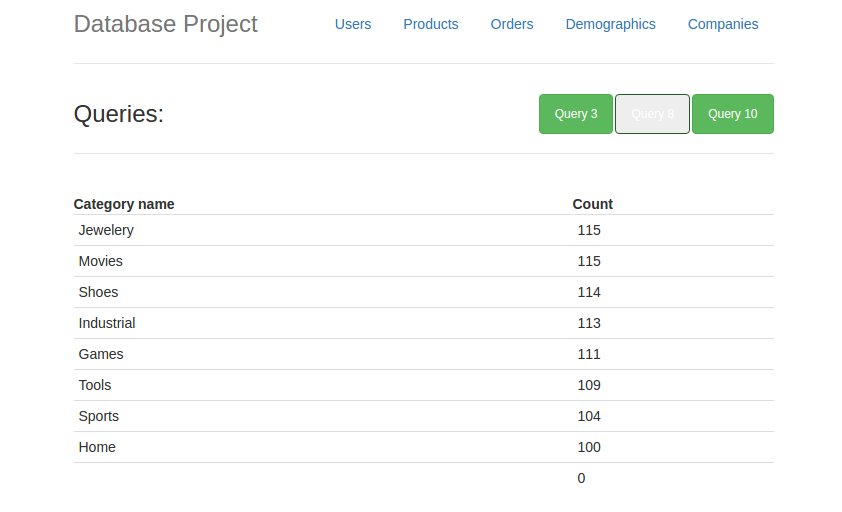 Database Project Users Products Orders Demographics Companies
Queries: Query 3 Query 8 Query 10
Category name Count
Jewelery 115
Movies 115
Shoes 114
Industrial 113
Games 111
Tools 109
Sports 104
Home 100
0